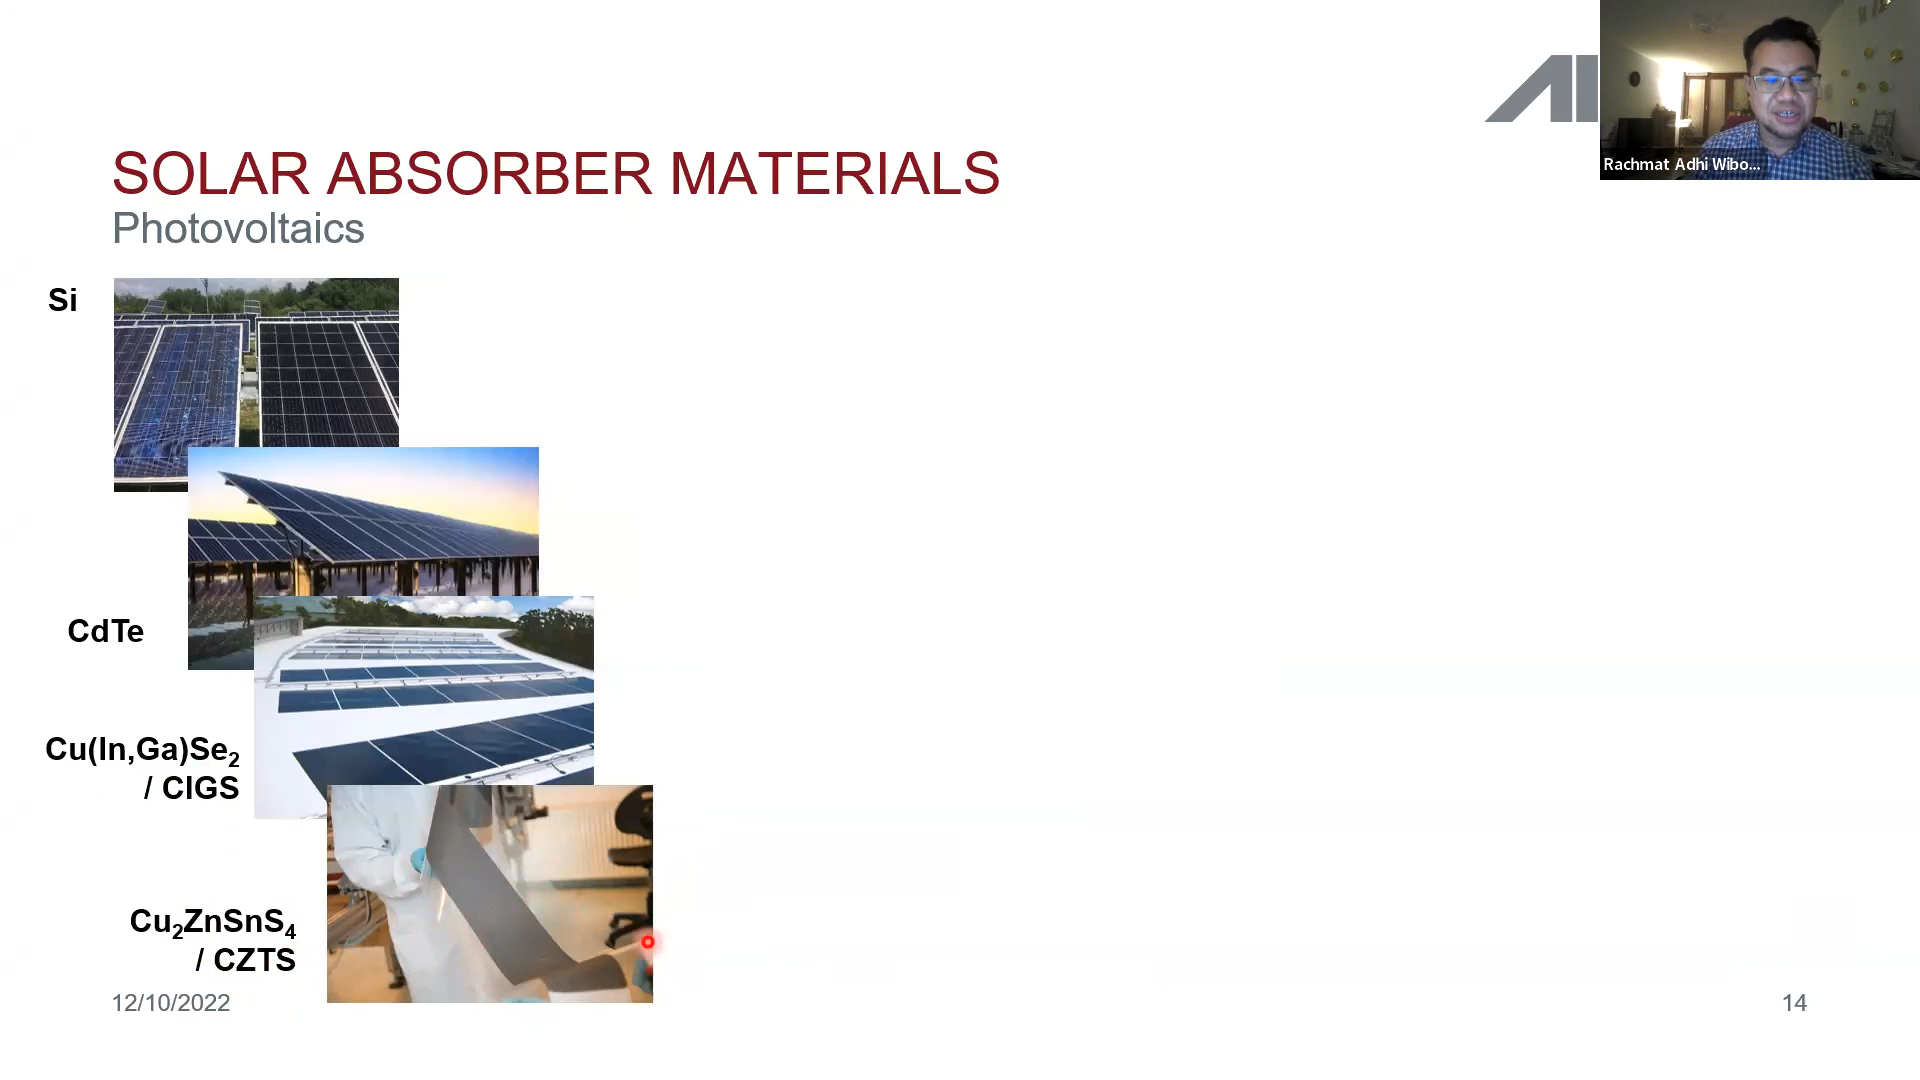 AI
Rachmat Adhi Wibo...
SOLAR ABSORBER MATERIALS
Photovoltaics
Si
CdTe
Cu(In,Ga)Se₂
/ CIGS
Cu₂ZnSnS₄
/ CZTS
12/10/2022
14